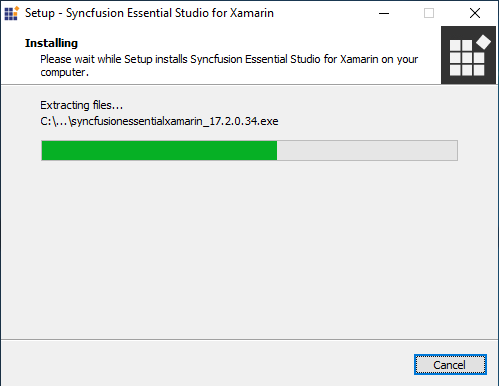 Setup - Syncfusion Essential Studio for Xamarin
Installing
Please wait while Setup installs Syncfusion Essential Studio for Xamarin on your
computer.
Extracting files...
C:\...\syncfusionessentialxamarin_17.2.0.34.exe
Cancel